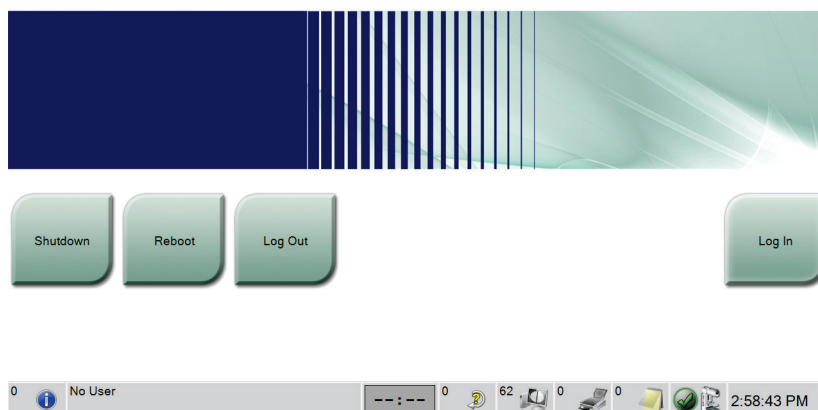 Shutdown
Reboot
Log Out
Log In
0
No User
--:--
0
62
0
0
2:58:43 PM